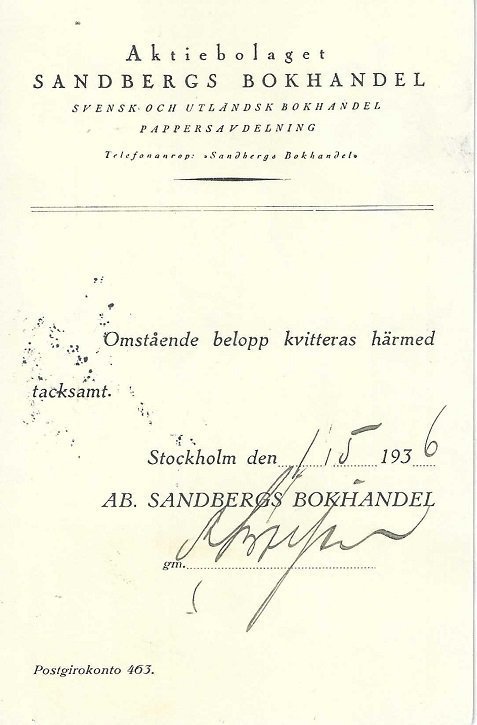 Aktiebolaget
SANDBERGS BOKHANDEL
SVENSK OCH UTLÄNDSK BOKHANDEL
PAPPERSAVDELNING
Telefonanrop: »Sandbergs Bokhandel»
Omstående belopp kvitteras härmed
tacksamt.
Stockholm den 1/5 1936
AB. SANDBERGS BOKHANDEL
gm.
Postgirokonto 463.